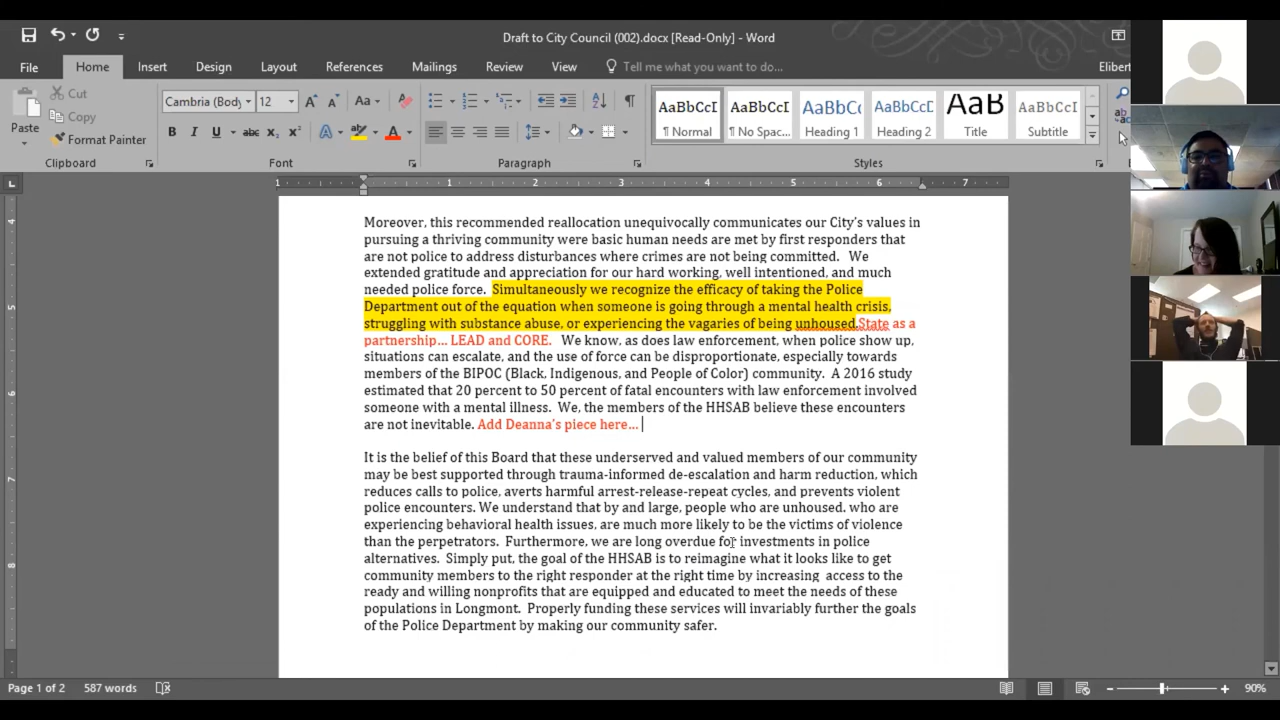 Draft to City Council (002).docx [Read-Only] - Word
File Home Insert Design Layout References Mailings Review View Tell me what you want to do... Elibert
Cut
Copy
Paste
Format Painter
Cambria (Body 12
Clipboard Font Paragraph Styles
AaBbCcI ¶ Normal
AaBbCcI ¶ No Spac...
AaBbC Heading 1
AaBbCcI Heading 2
AaB Title
AaBbCcI Subtitle
Moreover, this recommended reallocation unequivocally communicates our City's values in
pursuing a thriving community were basic human needs are met by first responders that
are not police to address disturbances where crimes are not being committed. We
extended gratitude and appreciation for our hard working, well intentioned, and much
needed police force. Simultaneously we recognize the efficacy of taking the Police
Department out of the equation when someone is going through a mental health crisis,
struggling with substance abuse, or experiencing the vagaries of being unhoused.State as a
partnership... LEAD and CORE. We know, as does law enforcement, when police show up,
situations can escalate, and the use of force can be disproportionate, especially towards
members of the BIPOC (Black, Indigenous, and People of Color) community. A 2016 study
estimated that 20 percent to 50 percent of fatal encounters with law enforcement involved
someone with a mental illness. We, the members of the HHSAB believe these encounters
are not inevitable. Add Deanna's piece here...
It is the belief of this Board that these underserved and valued members of our community
may be best supported through trauma-informed de-escalation and harm reduction, which
reduces calls to police, averts harmful arrest-release-repeat cycles, and prevents violent
police encounters. We understand that by and large, people who are unhoused. who are
experiencing behavioral health issues, are much more likely to be the victims of violence
than the perpetrators. Furthermore, we are long overdue for investments in police
alternatives. Simply put, the goal of the HHSAB is to reimagine what it looks like to get
community members to the right responder at the right time by increasing access to the
ready and willing nonprofits that are equipped and educated to meet the needs of these
populations in Longmont. Properly funding these services will invariably further the goals
of the Police Department by making our community safer.
Page 1 of 2 587 words 90%